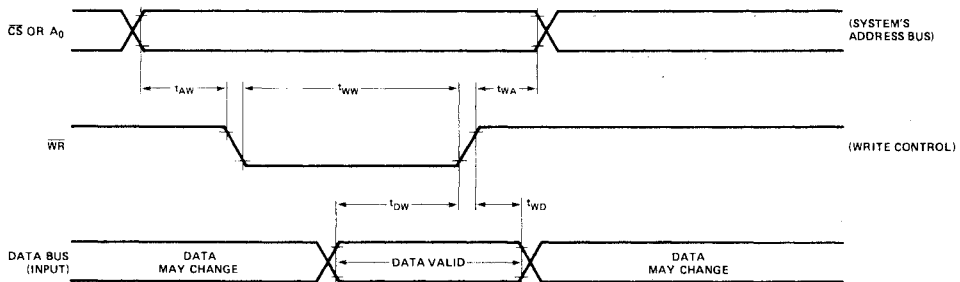 CS OR A0
(SYSTEM'S
ADDRESS BUS)
tAW
tWW
tWA
WR
(WRITE CONTROL)
tDW
tWD
DATA BUS
(INPUT)
DATA
MAY CHANGE
DATA VALID
DATA
MAY CHANGE